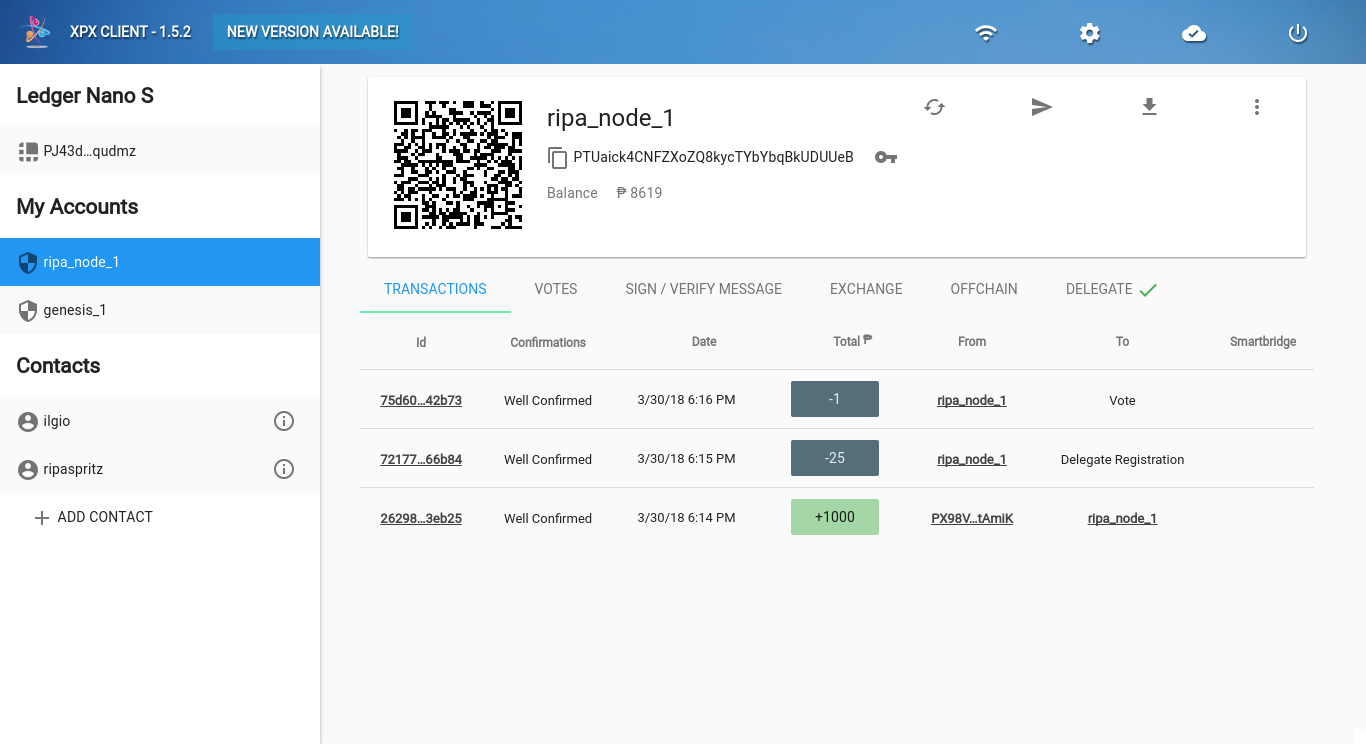 XPX CLIENT - 1.5.2 NEW VERSION AVAILABLE!
Ledger Nano S
PJ43d...qudmz
My Accounts
ripa_node_1
genesis_1
Contacts
ilgio
ripaspritz
ADD CONTACT
ripa_node_1
PTUaick4CNFZXoZQ8kycTYbYbqBkUDUUeB
Balance ₱ 8619
TRANSACTIONS VOTES SIGN / VERIFY MESSAGE EXCHANGE OFFCHAIN DELEGATE
Id Confirmations Date Total ₱ From To Smartbridge
75d60...42b73 Well Confirmed 3/30/18 6:16 PM -1 ripa_node_1 Vote
72177...66b84 Well Confirmed 3/30/18 6:15 PM -25 ripa_node_1 Delegate Registration
26298...3eb25 Well Confirmed 3/30/18 6:14 PM +1000 PX98V...tAmiK ripa_node_1